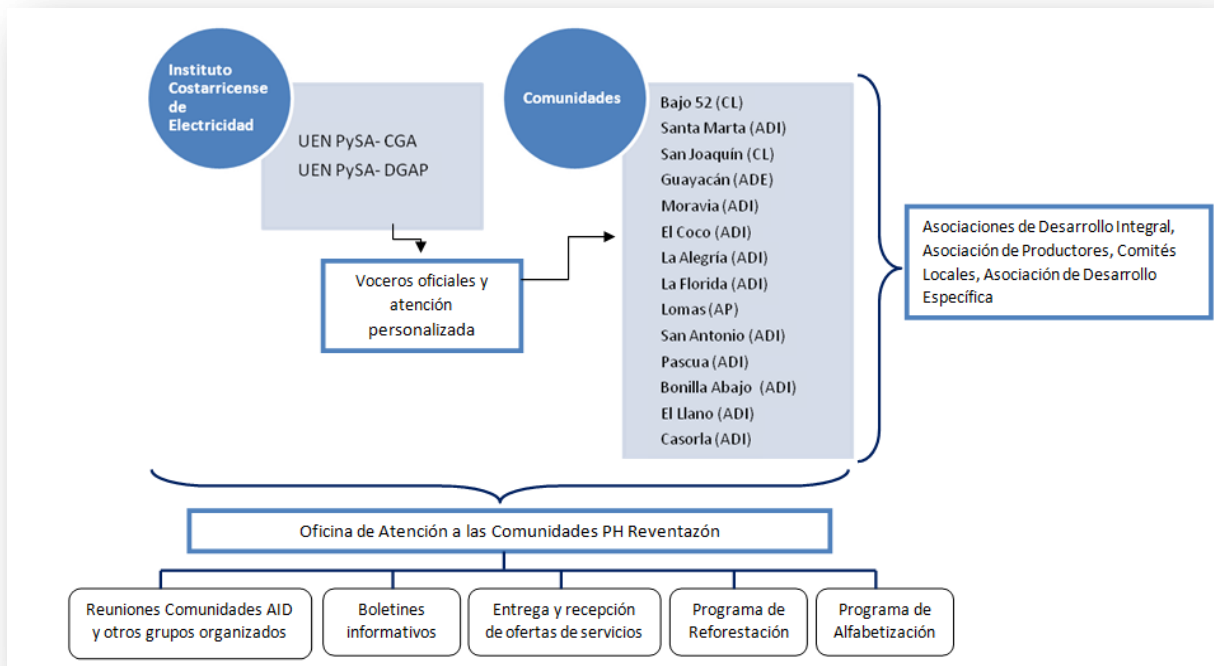 Instituto
Costarricense
de
Electricidad
UEN PySA- CGA
UEN PySA- DGAP
Voceros oficiales y
atención
personalizada
Comunidades
Bajo 52 (CL)
Santa Marta (ADI)
San Joaquín (CL)
Guayacán (ADE)
Moravia (ADI)
El Coco (ADI)
La Alegría (ADI)
La Florida (ADI)
Lomas (AP)
San Antonio (ADI)
Pascua (ADI)
Bonilla Abajo (ADI)
El Llano (ADI)
Casorla (ADI)
Asociaciones de Desarrollo Integral,
Asociación de Productores, Comités
Locales, Asociación de Desarrollo
Específica
Oficina de Atención a las Comunidades PH Reventazón
Reuniones Comunidades AID
y otros grupos organizados
Boletines
informativos
Entrega y recepción
de ofertas de servicios
Programa de
Reforestación
Programa de
Alfabetización